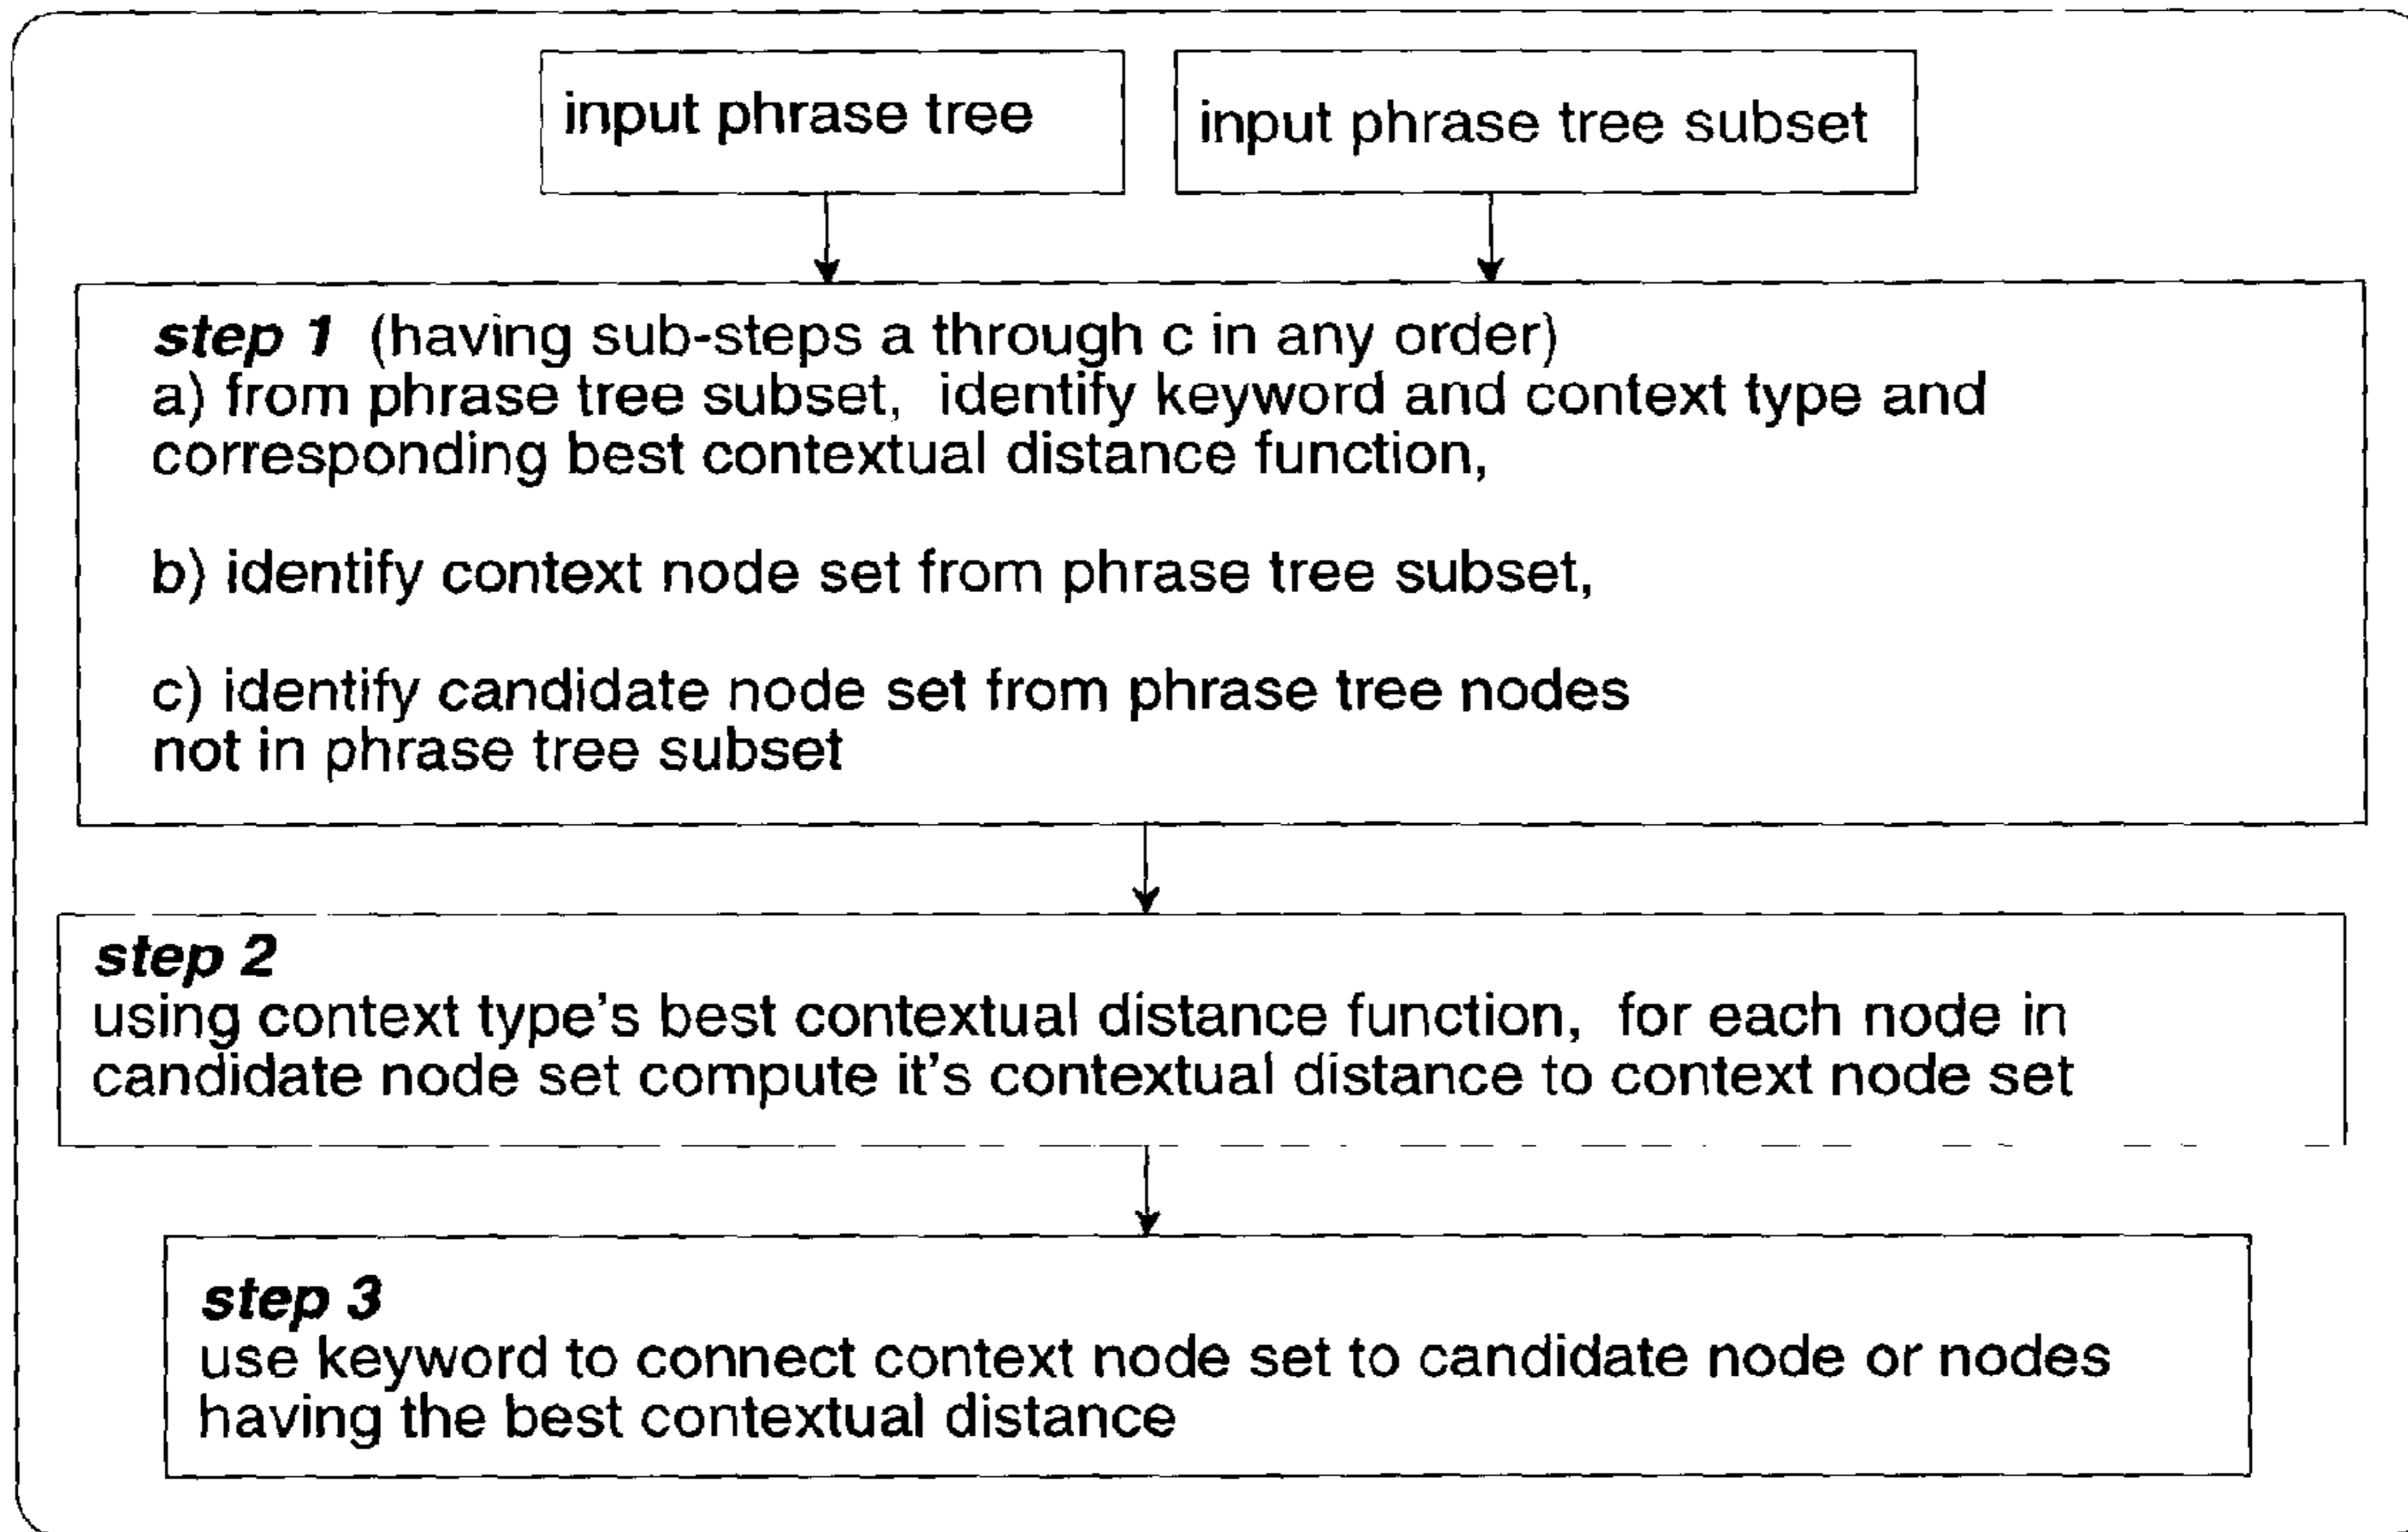 input phrase tree
input phrase tree subset
step 1 (having sub-steps a through c in any order)
a) from phrase tree subset, identify keyword and context type and
corresponding best contextual distance function,
b) identify context node set from phrase tree subset,
c) identify candidate node set from phrase tree nodes
not in phrase tree subset
step 2
using context type's best contextual distance function, for each node in
candidate node set compute it's contextual distance to context node set
step 3
use keyword to connect context node set to candidate node or nodes
having the best contextual distance